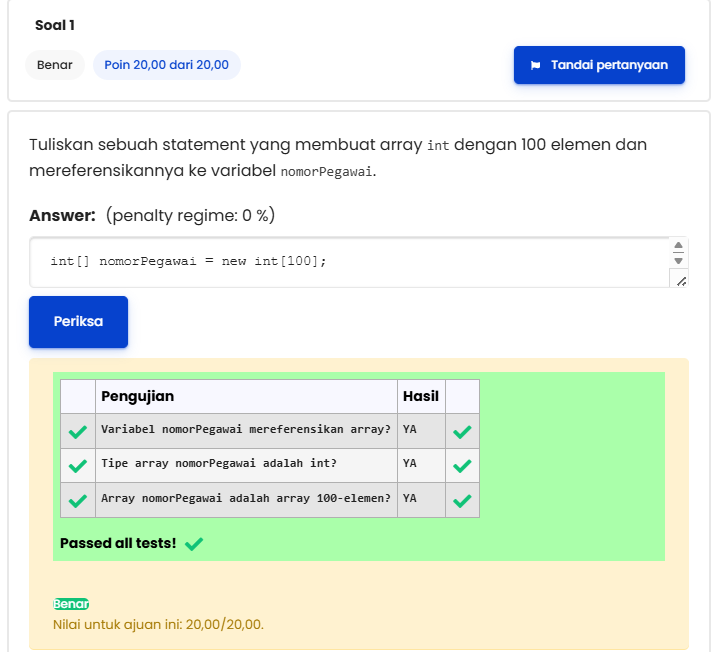 Soal 1
Benar
Poin 20,00 dari 20,00
Tandai pertanyaan
Tuliskan sebuah statement yang membuat array int dengan 100 elemen dan
mereferensikannya ke variabel nomorPegawai.
Answer: (penalty regime: 0 %)
int[] nomorPegawai = new int[100];
Periksa
Pengujian Hasil
Variabel nomorPegawai mereferensikan array? YA
Tipe array nomorPegawai adalah int? YA
Array nomorPegawai adalah array 100-elemen? YA
Passed all tests!
Benar
Nilai untuk ajuan ini: 20,00/20,00.